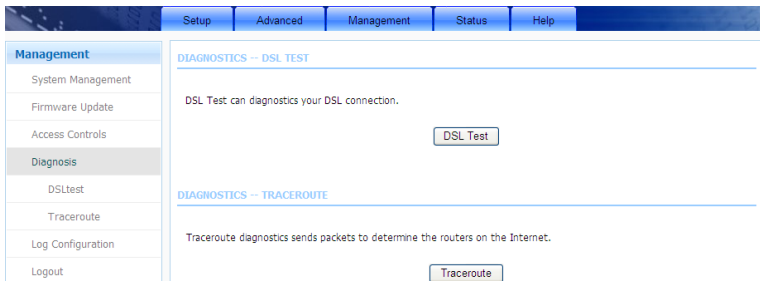 Setup Advanced Management Status Help
Management
System Management
Firmware Update
Access Controls
Diagnosis
DSLtest
Traceroute
Log Configuration
Logout
DIAGNOSTICS -- DSL TEST
DSL Test can diagnostics your DSL connection.
DSL Test
DIAGNOSTICS -- TRACEROUTE
Traceroute diagnostics sends packets to determine the routers on the Internet.
Traceroute